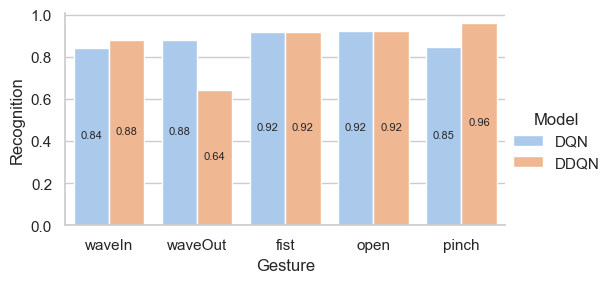 1.0
0.8
0.6
0.4
0.2
0.0
Recognition
0.84 0.88 0.88 0.64 0.92 0.92 0.92 0.92 0.85 0.96
waveIn waveOut fist open pinch
Gesture
Model
DQN
DDQN